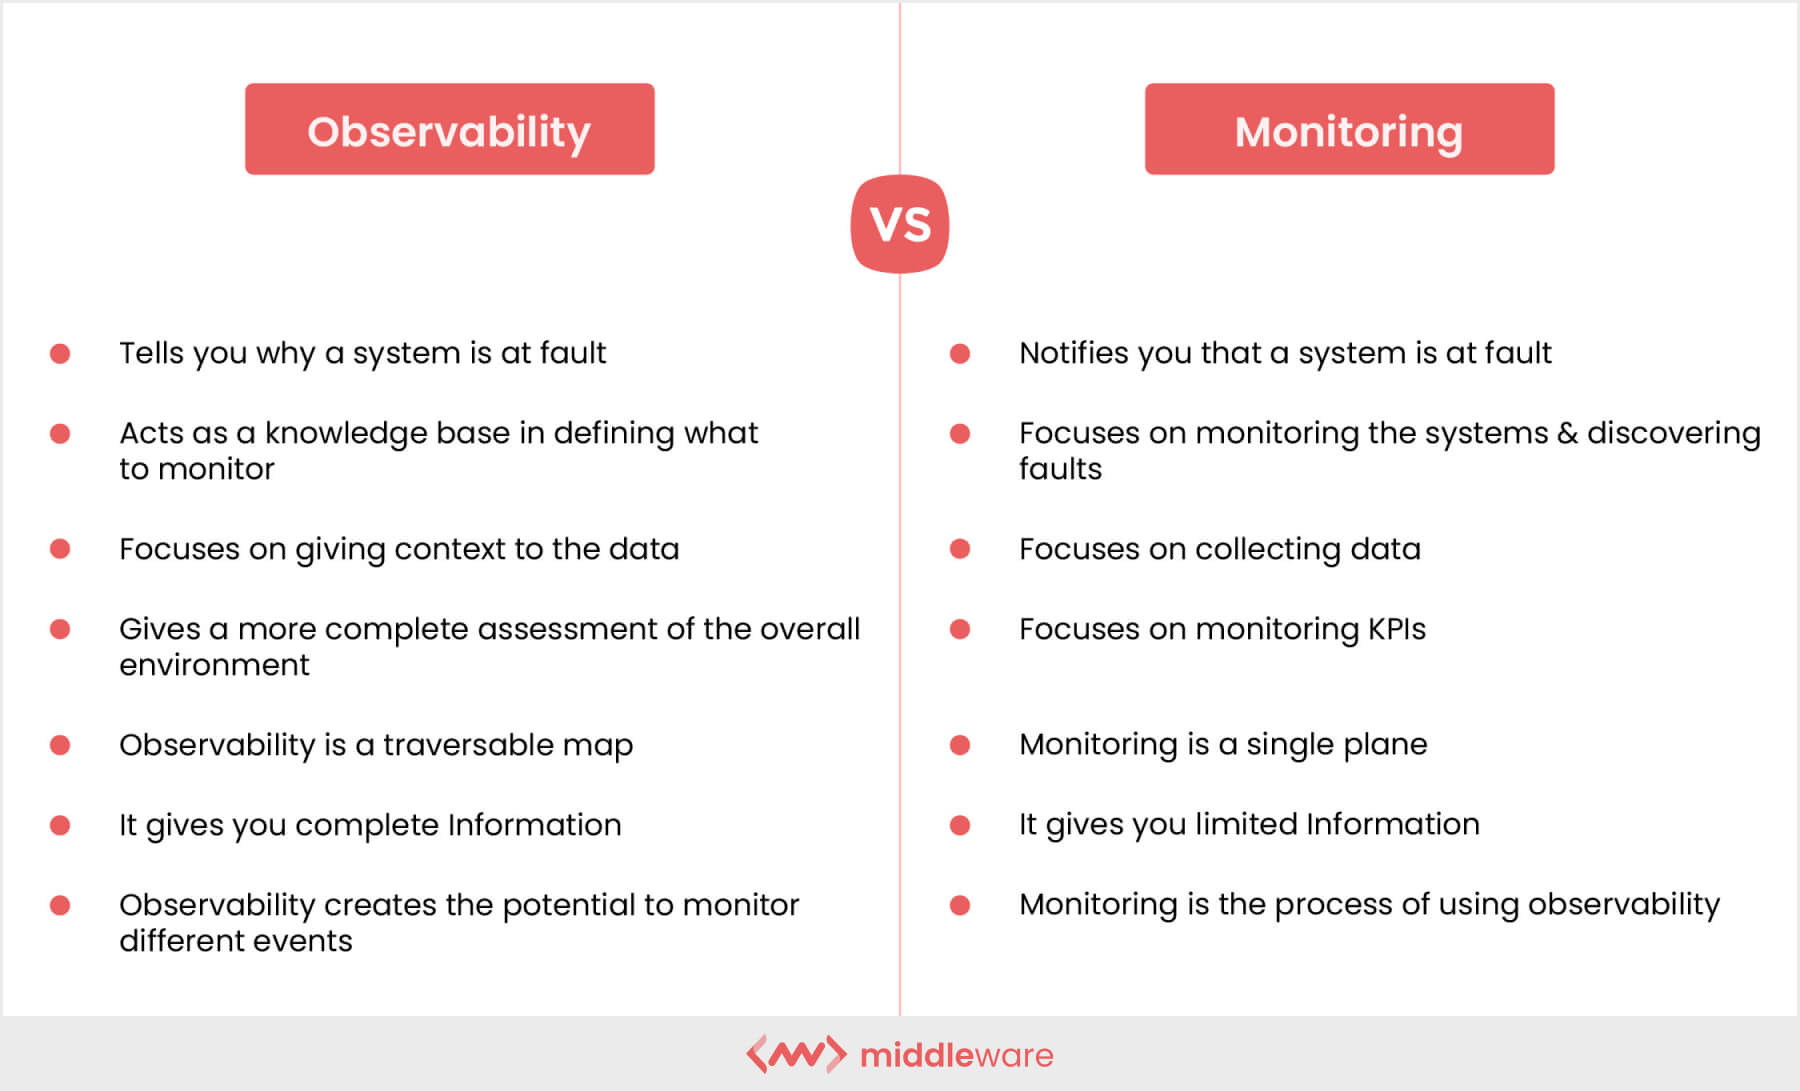 Observability
VS
Monitoring
Tells you why a system is at fault
Acts as a knowledge base in defining what
to monitor
Focuses on giving context to the data
Gives a more complete assessment of the overall
environment
Observability is a traversable map
It gives you complete Information
Observability creates the potential to monitor
different events
Notifies you that a system is at fault
Focuses on monitoring the systems & discovering
faults
Focuses on collecting data
Focuses on monitoring KPIs
Monitoring is a single plane
It gives you limited Information
Monitoring is the process of using observability
middleware